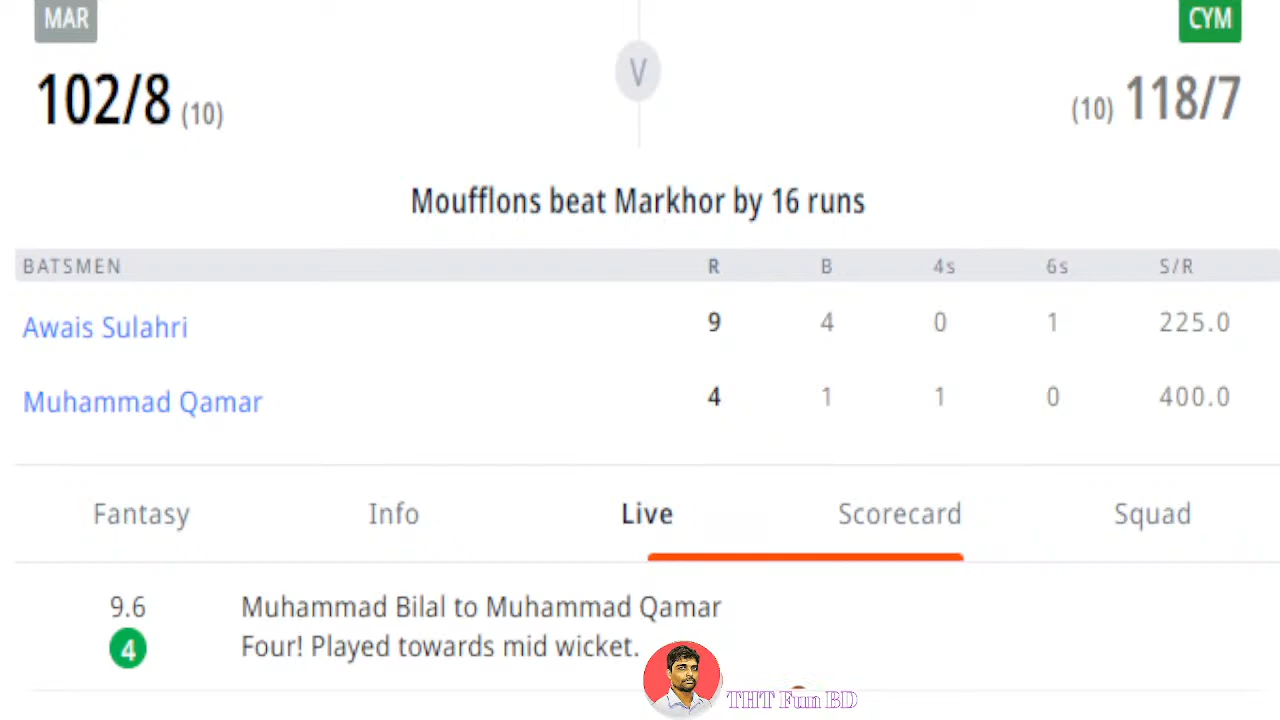 MAR
CYM
V
102/8 (10)
(10) 118/7
Moufflons beat Markhor by 16 runs
BATSMEN R B 4s 6s S/R
Awais Sulahri 9 4 0 1 225.0
Muhammad Qamar 4 1 1 0 400.0
Fantasy Info Live Scorecard Squad
9.6 Muhammad Bilal to Muhammad Qamar
4 Four! Played towards mid wicket.
THT Fun BD